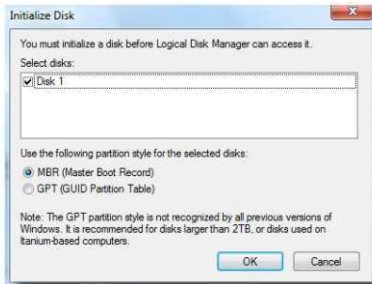 Initialize Disk
You must initialize a disk before Logical Disk Manager can access it.
Select disks:
Disk 1
Use the following partition style for the selected disks:
MBR (Master Boot Record)
GPT (GUID Partition Table)
Note: The GPT partition style is not recognized by all previous versions of
Windows. It is recommended for disks larger than 2TB, or disks used on
Itanium-based computers.
OK Cancel